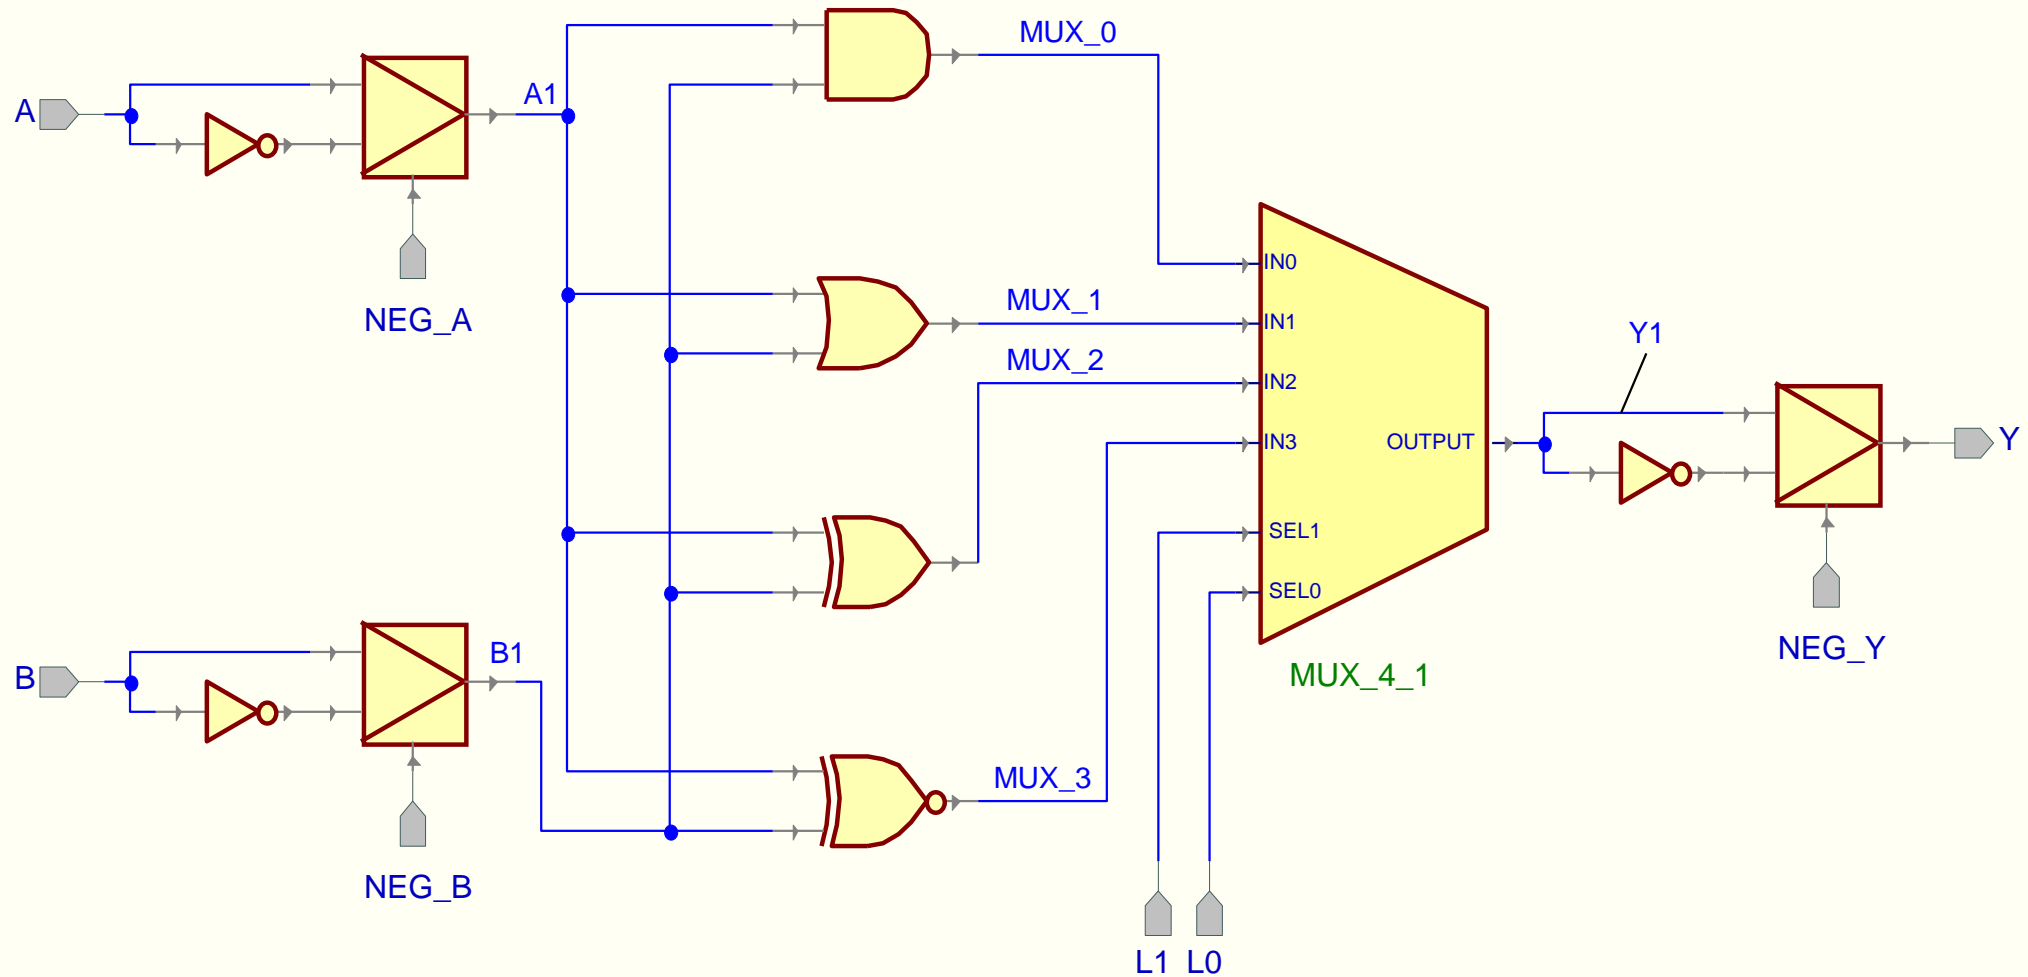 MUX_0
A
A1
IN0
NEG_A
MUX_1
IN1
Y1
MUX_2
IN2
IN3
OUTPUT
Y
SEL1
SEL0
B
B1
NEG_Y
MUX_4_1
MUX_3
NEG_B
L1 L0